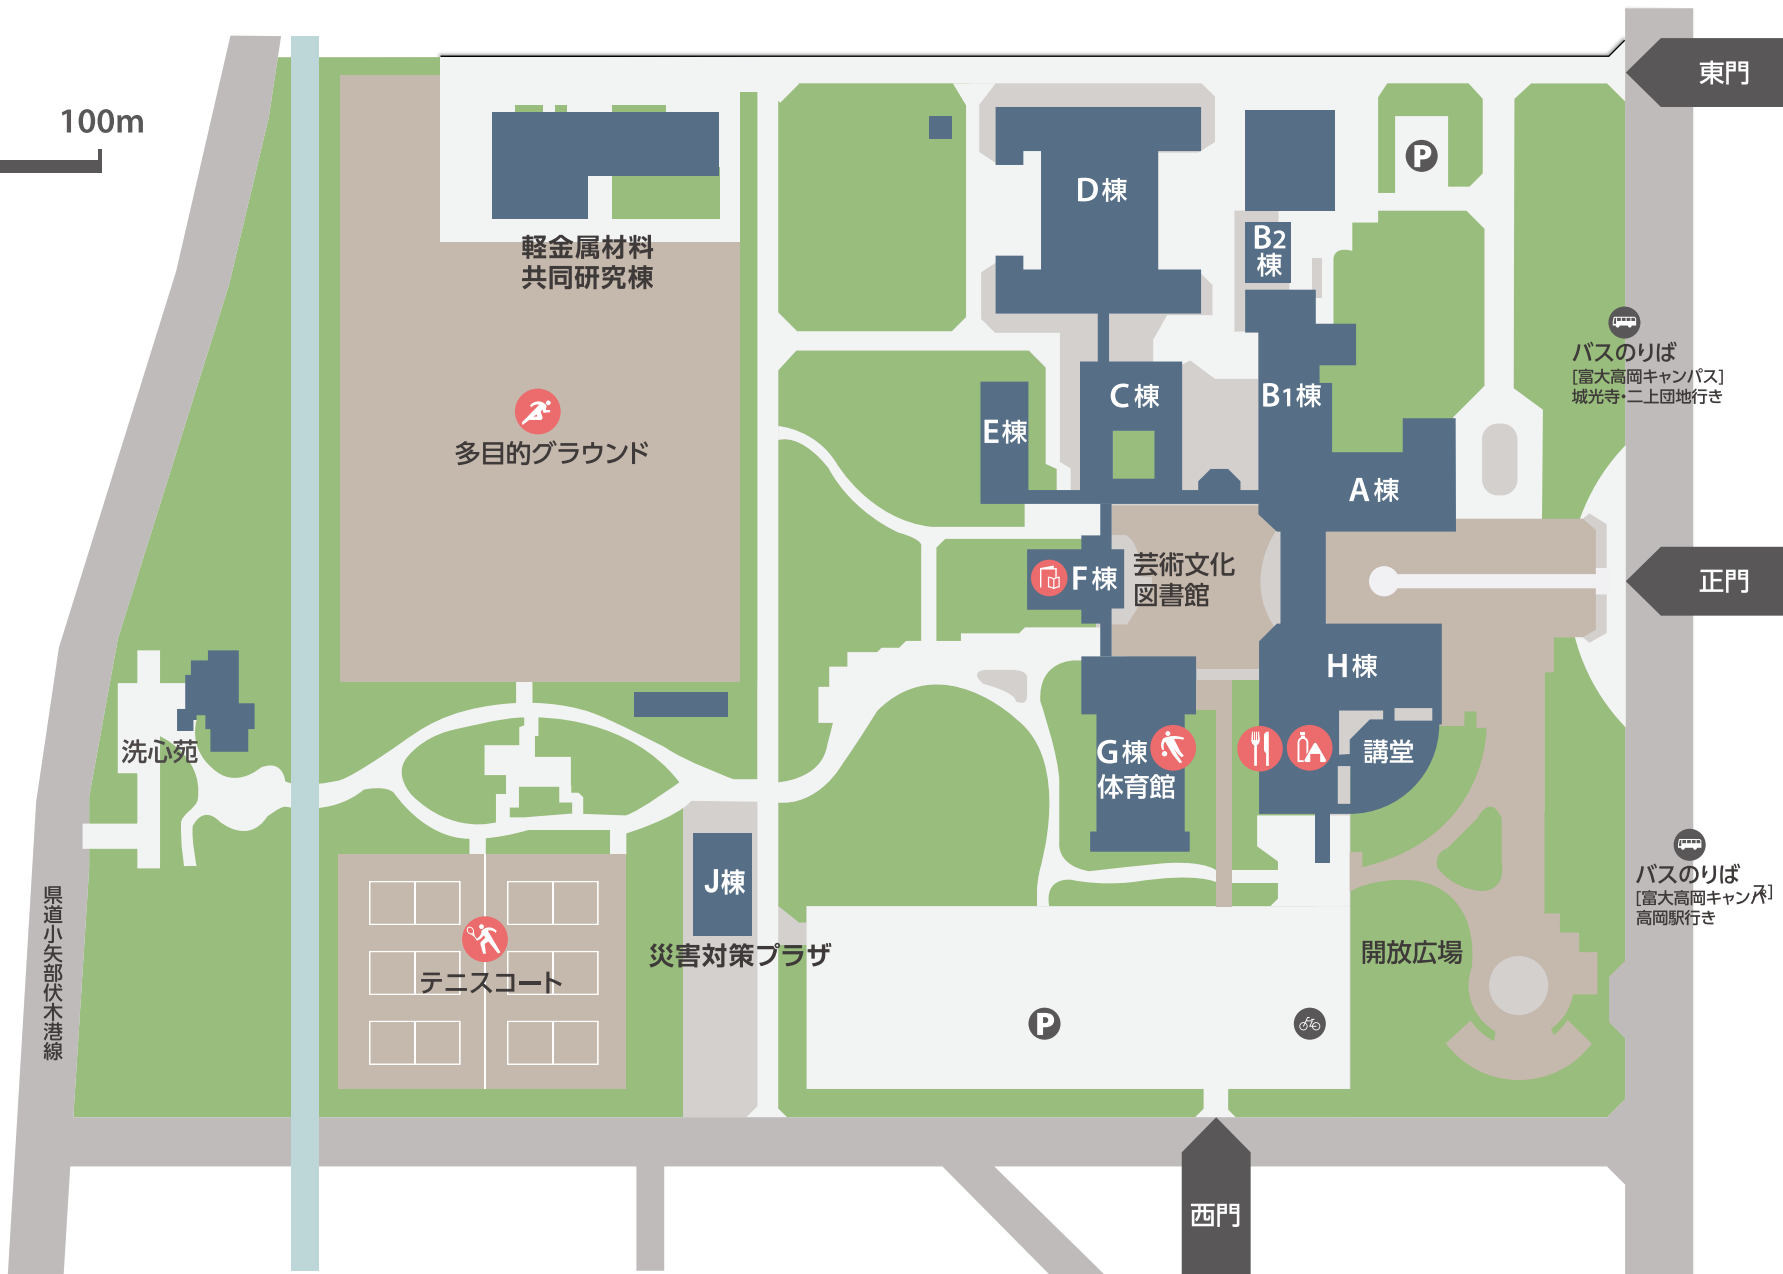 東門
100m
P
D棟
B2
棟
軽金属材料
共同研究棟
バスのりば
[富大高岡キャンパス]
城光寺・二上団地行き
C棟
B1棟
E棟
多目的グラウンド
A棟
芸術文化
図書館
F棟
正門
H棟
洗心苑
G棟
体育館
講堂
J棟
バスのりば
[富大高岡キャンパス]
高岡駅行き
県道小矢部伏木港線
災害対策プラザ
開放広場
テニスコート
P
西門